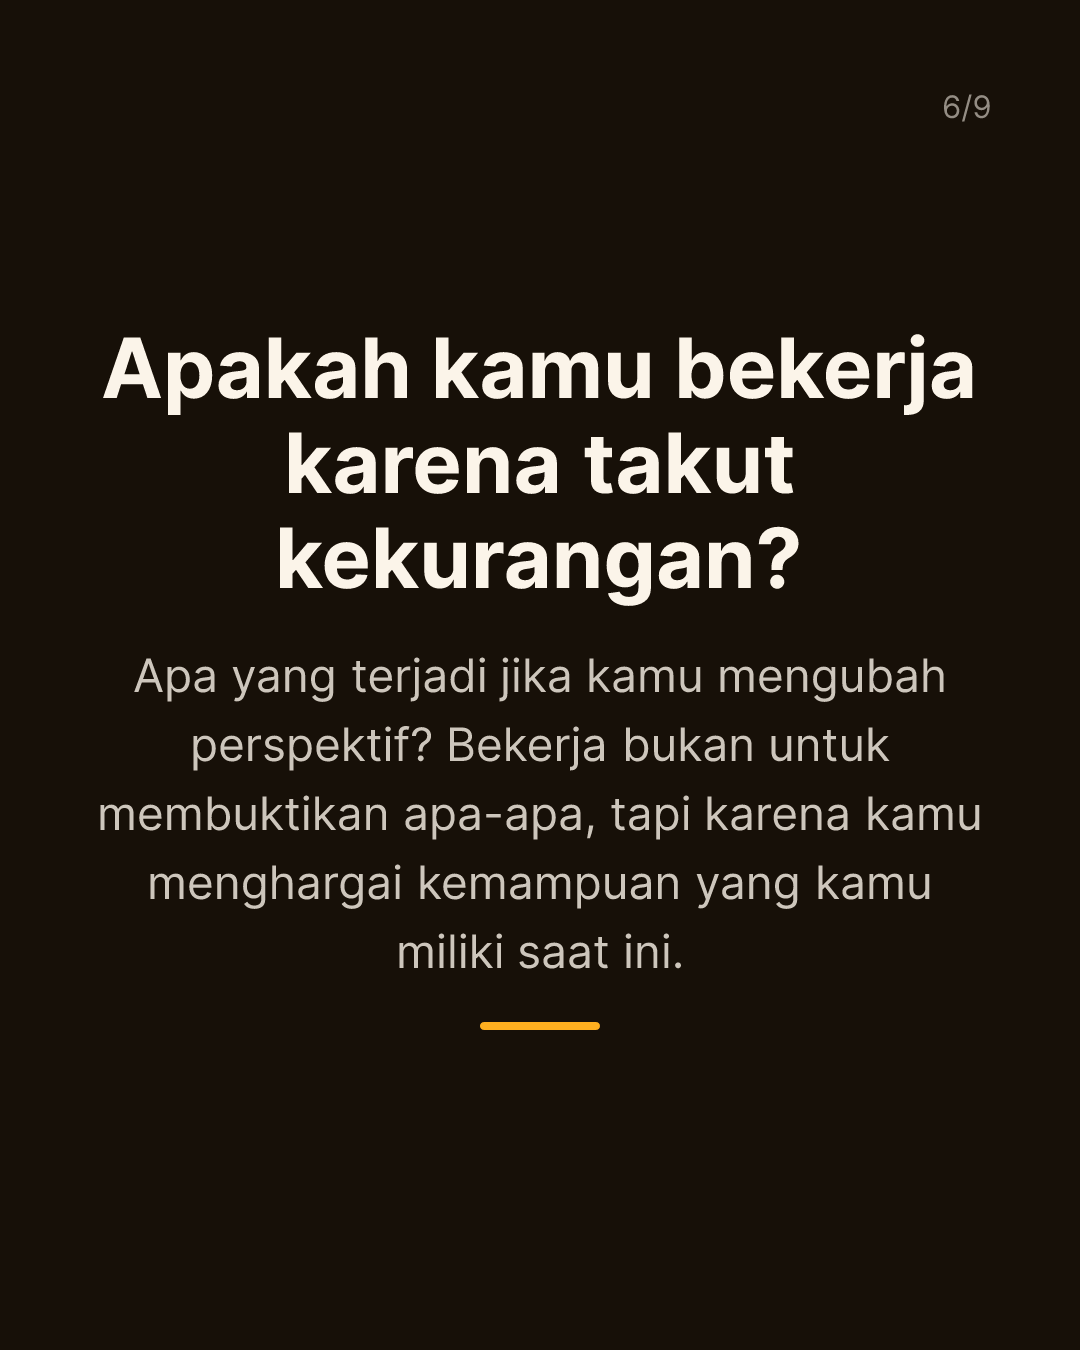 6/9
Apakah kamu bekerja
karena takut
kekurangan?
Apa yang terjadi jika kamu mengubah
perspektif? Bekerja bukan untuk
membuktikan apa-apa, tapi karena kamu
menghargai kemampuan yang kamu
miliki saat ini.